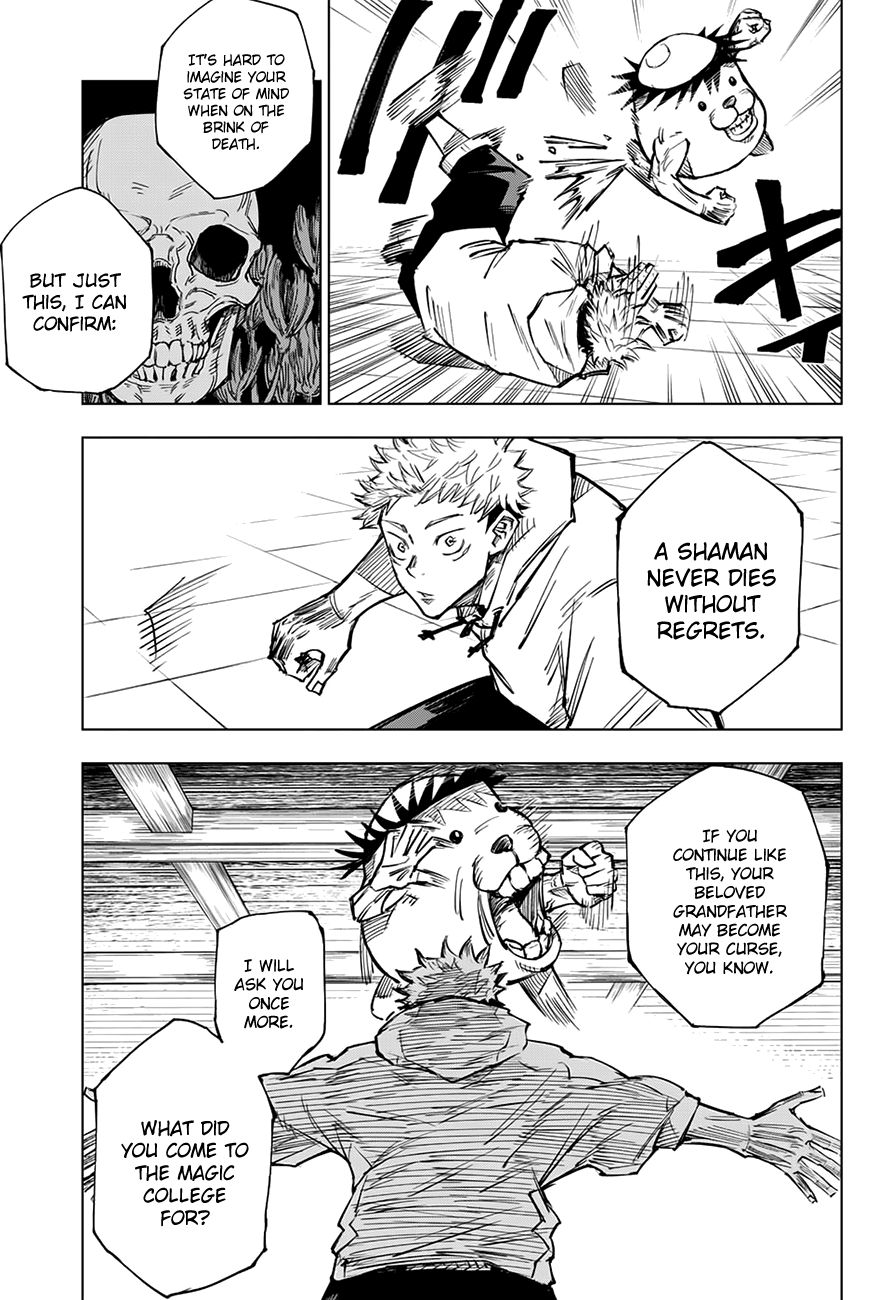 IT'S HARD TO
IMAGINE YOUR
STATE OF MIND
WHEN ON THE
BRINK OF
DEATH.
BUT JUST
THIS, I CAN
CONFIRM:
A SHAMAN
NEVER DIES
WITHOUT
REGRETS.
IF YOU
CONTINUE LIKE
THIS, YOUR
BELOVED
GRANDFATHER
MAY BECOME
YOUR CURSE,
YOU KNOW.
I WILL
ASK YOU
ONCE
MORE.
WHAT DID
YOU COME TO
THE MAGIC
COLLEGE
FOR?